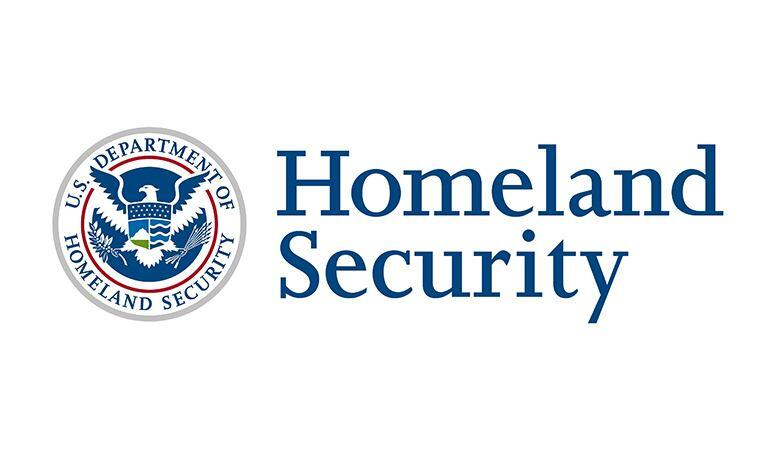 U.S. DEPARTMENT OF
HOMELAND SECURITY
Homeland
Security